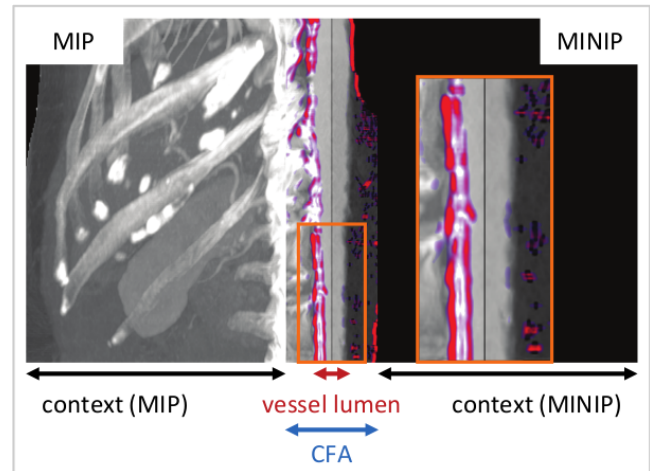 MIP
MINIP
context (MIP)
vessel lumen
context (MINIP)
CFA